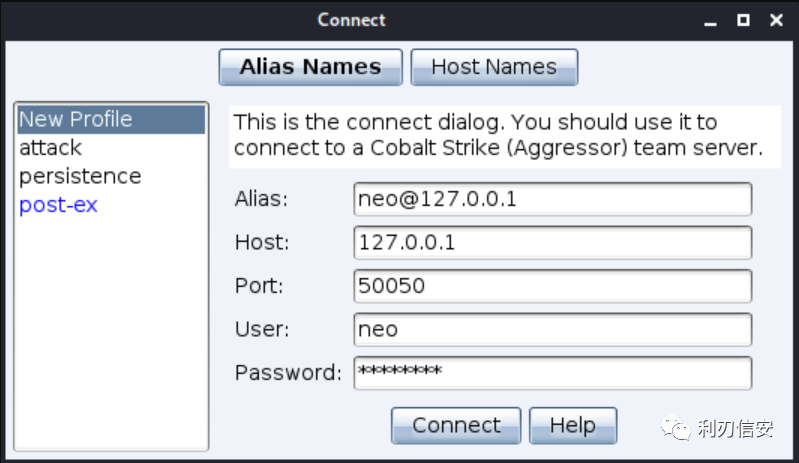 Connect
Alias Names
Host Names
New Profile
attack
persistence
post-ex
This is the connect dialog. You should use it to
connect to a Cobalt Strike (Aggressor) team server.
Alias: neo@127.0.0.1
Host: 127.0.0.1
Port: 50050
User: neo
Password: *********
Connect
Help
利刃信安